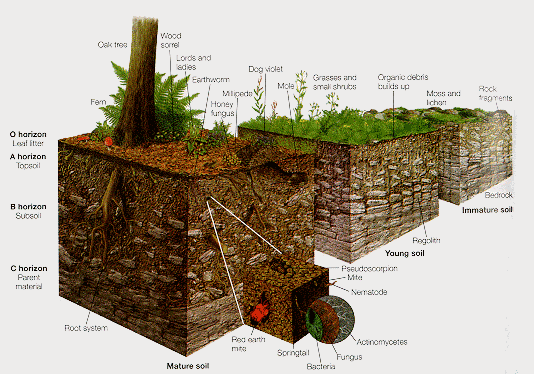 Wood
sorrel
Oak tree
Lords and
ladies
Earthworm
Dog violet
Millipede
Mole
Grasses and
small shrubs
Organic debris
builds up
Moss and
lichon
Rock
fragments
Fern
Honey
fungus
O horizon
Leaf litter
A horizon
Topsoil
B horizon
Subsoil
C horizon
Parent
material
Root system
Mature soil
Red earth
mite
Springtail
Bacteria
Fungus
Actinomycetes
Nematode
Mite
Pseudoscorpion
Young soil
Regolith
Bedrock
Immature soil